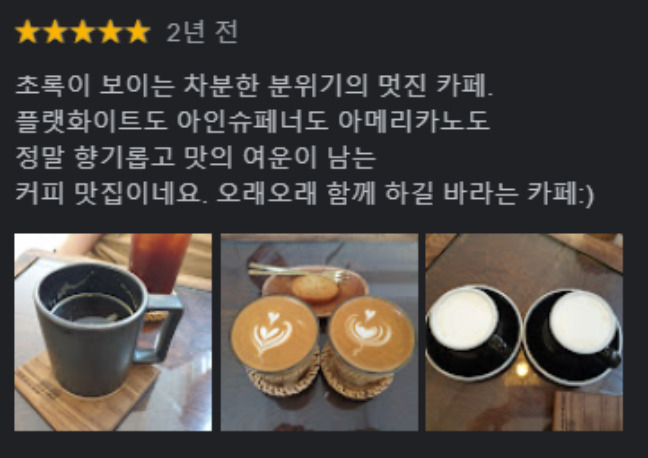 ★★★★★ 2년 전
초록이 보이는 차분한 분위기의 멋진 카페.
플랫화이트도 아인슈페너도 아메리카노도
정말 향기롭고 맛의 여운이 남는
커피 맛집이네요. 오래오래 함께 하길 바라는 카페:)